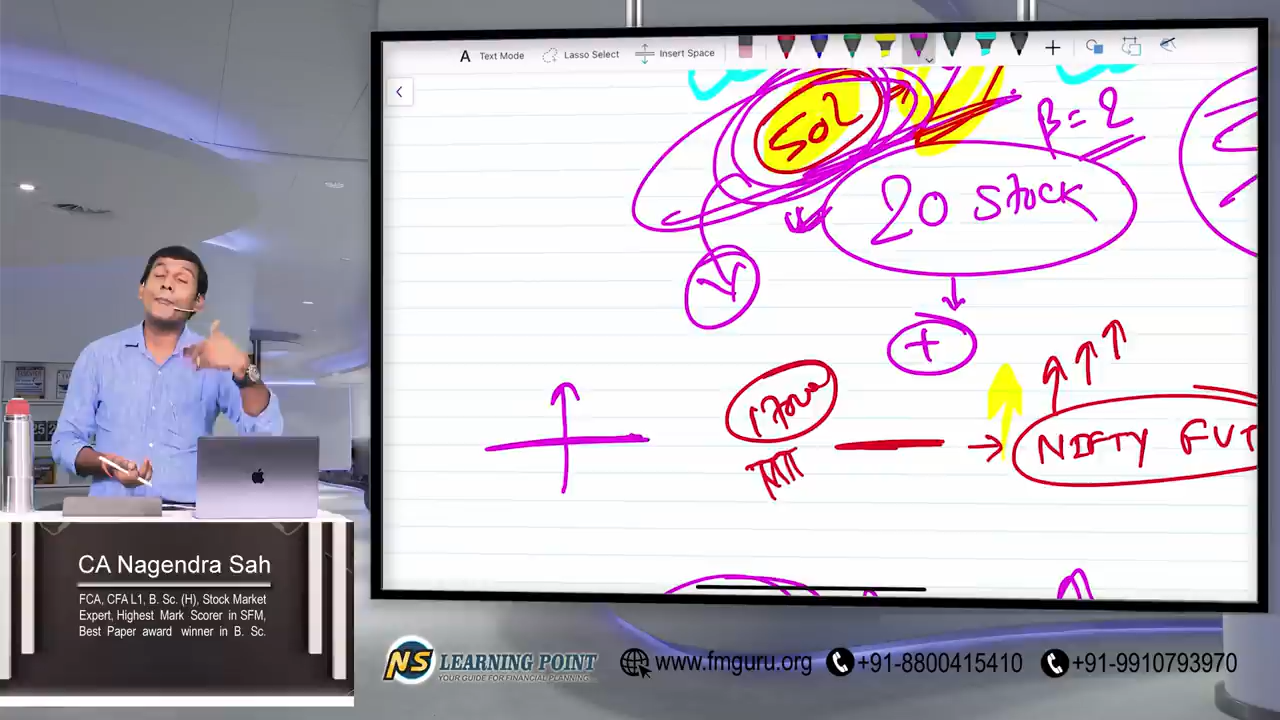 Text Mode
Lasso Select
Insert Space
50L
β = 2
20 Stock
+
NIFTY FUT
CA Nagendra Sah
FCA, CFA L1, B. Sc. (H), Stock Market
Expert, Highest Mark Scorer in SFM,
Best Paper award winner in B. Sc.
NS LEARNING POINT
YOUR GUIDE FOR FINANCIAL PLANNING
www.fmguru.org
+91-8800415410
+91-9910793970